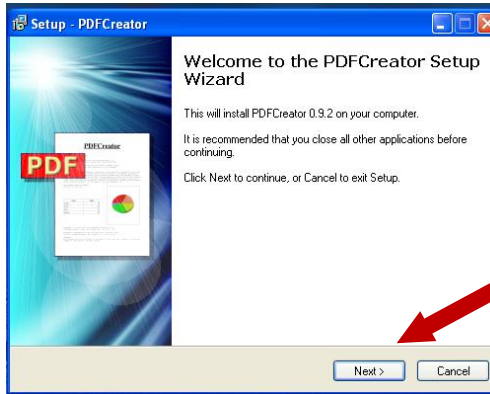 Setup - PDFCreator
Welcome to the PDFCreator Setup
Wizard
This will install PDFCreator 0.9.2 on your computer.
It is recommended that you close all other applications before
continuing.
Click Next to continue, or Cancel to exit Setup.
PDFCreator
PDF
Next >
Cancel